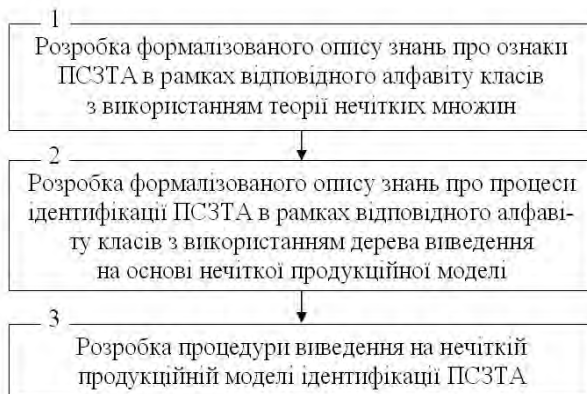 1
Розробка формалізованого опису знань про ознаки
ПСЗТА в рамках відповідного алфавіту класів
з використанням теорії нечітких множин
2
Розробка формалізованого опису знань про процеси
ідентифікації ПСЗТА в рамках відповідного алфаві-
ту класів з використанням дерева виведення
на основі нечіткої продукційної моделі
3
Розробка процедури виведення на нечіткій
продукційній моделі ідентифікації ПСЗТА